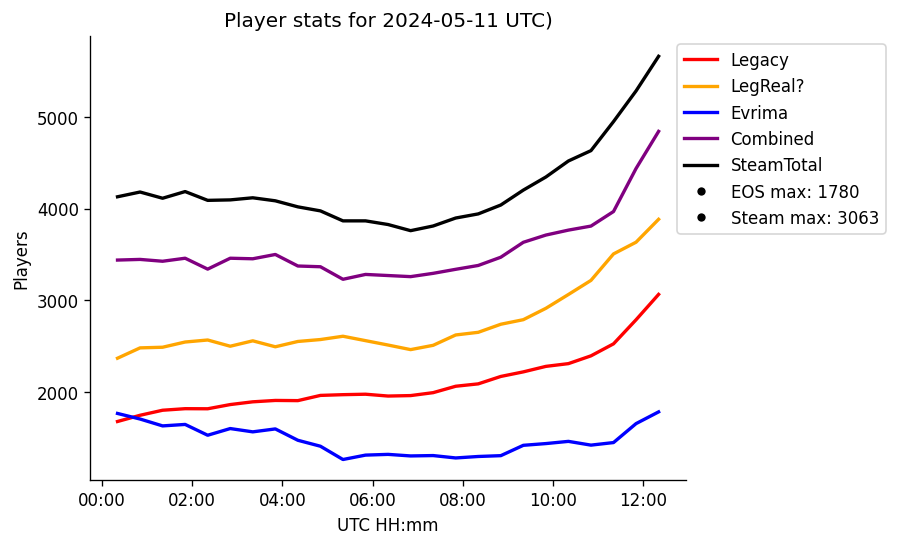 Player stats for 2024-05-11 UTC)
Legacy
LegReal?
Evrima
Combined
SteamTotal
EOS max: 1780
Steam max: 3063
Players
5000
4000
3000
2000
00:00 02:00 04:00 06:00 08:00 10:00 12:00
UTC HH:mm